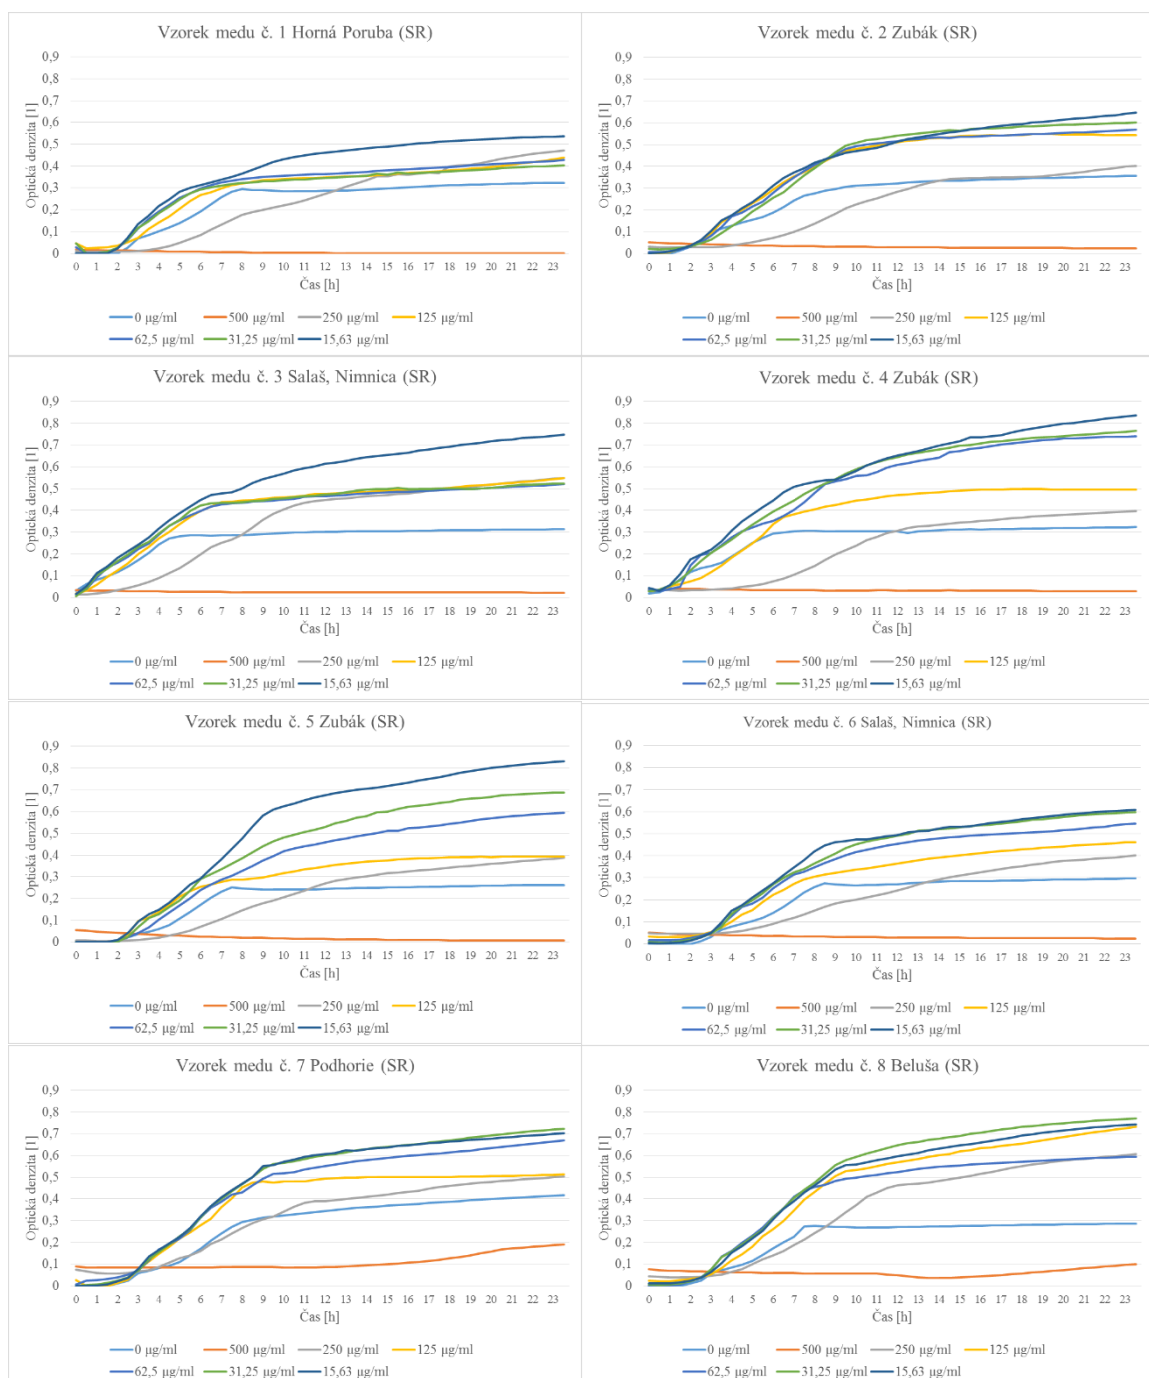 Vzorek medu č. 1 Horná Poruba (SR)
Optická denzita [1]
0,9
0,8
0,7
0,6
0,5
0,4
0,3
0,2
0,1
0
0 1 2 3 4 5 6 7 8 9 10 11 12 13 14 15 16 17 18 19 20 21 22 23
Čas [h]
0 µg/ml 500 µg/ml 250 µg/ml 125 µg/ml
62,5 µg/ml 31,25 µg/ml 15,63 µg/ml
Vzorek medu č. 2 Zubák (SR)
Optická denzita [1]
0,9
0,8
0,7
0,6
0,5
0,4
0,3
0,2
0,1
0
0 1 2 3 4 5 6 7 8 9 10 11 12 13 14 15 16 17 18 19 20 21 22 23
Čas [h]
0 µg/ml 500 µg/ml 250 µg/ml 125 µg/ml
62,5 µg/ml 31,25 µg/ml 15,63 µg/ml
Vzorek medu č. 3 Salaš, Nimnica (SR)
Optická denzita [1]
0,9
0,8
0,7
0,6
0,5
0,4
0,3
0,2
0,1
0
0 1 2 3 4 5 6 7 8 9 10 11 12 13 14 15 16 17 18 19 20 21 22 23
Čas [h]
0 µg/ml 500 µg/ml 250 µg/ml 125 µg/ml
62,5 µg/ml 31,25 µg/ml 15,63 µg/ml
Vzorek medu č. 4 Zubák (SR)
Optická denzita [1]
0,9
0,8
0,7
0,6
0,5
0,4
0,3
0,2
0,1
0
0 1 2 3 4 5 6 7 8 9 10 11 12 13 14 15 16 17 18 19 20 21 22 23
Čas [h]
0 µg/ml 500 µg/ml 250 µg/ml 125 µg/ml
62,5 µg/ml 31,25 µg/ml 15,63 µg/ml
Vzorek medu č. 5 Zubák (SR)
Optická denzita [1]
0,9
0,8
0,7
0,6
0,5
0,4
0,3
0,2
0,1
0
0 1 2 3 4 5 6 7 8 9 10 11 12 13 14 15 16 17 18 19 20 21 22 23
Čas [h]
0 µg/ml 500 µg/ml 250 µg/ml 125 µg/ml
62,5 µg/ml 31,25 µg/ml 15,63 µg/ml
Vzorek medu č. 6 Salaš, Nimnica (SR)
Optická denzita [1]
0,9
0,8
0,7
0,6
0,5
0,4
0,3
0,2
0,1
0
0 1 2 3 4 5 6 7 8 9 10 11 12 13 14 15 16 17 18 19 20 21 22 23
Čas [h]
0 µg/ml 500 µg/ml 250 µg/ml 125 µg/ml
62,5 µg/ml 31,25 µg/ml 15,63 µg/ml
Vzorek medu č. 7 Podhorie (SR)
Optická denzita [1]
0,9
0,8
0,7
0,6
0,5
0,4
0,3
0,2
0,1
0
0 1 2 3 4 5 6 7 8 9 10 11 12 13 14 15 16 17 18 19 20 21 22 23
Čas [h]
0 µg/ml 500 µg/ml 250 µg/ml 125 µg/ml
62,5 µg/ml 31,25 µg/ml 15,63 µg/ml
Vzorek medu č. 8 Beluša (SR)
Optická denzita [1]
0,9
0,8
0,7
0,6
0,5
0,4
0,3
0,2
0,1
0
0 1 2 3 4 5 6 7 8 9 10 11 12 13 14 15 16 17 18 19 20 21 22 23
Čas [h]
0 µg/ml 500 µg/ml 250 µg/ml 125 µg/ml
62,5 µg/ml 31,25 µg/ml 15,63 µg/ml